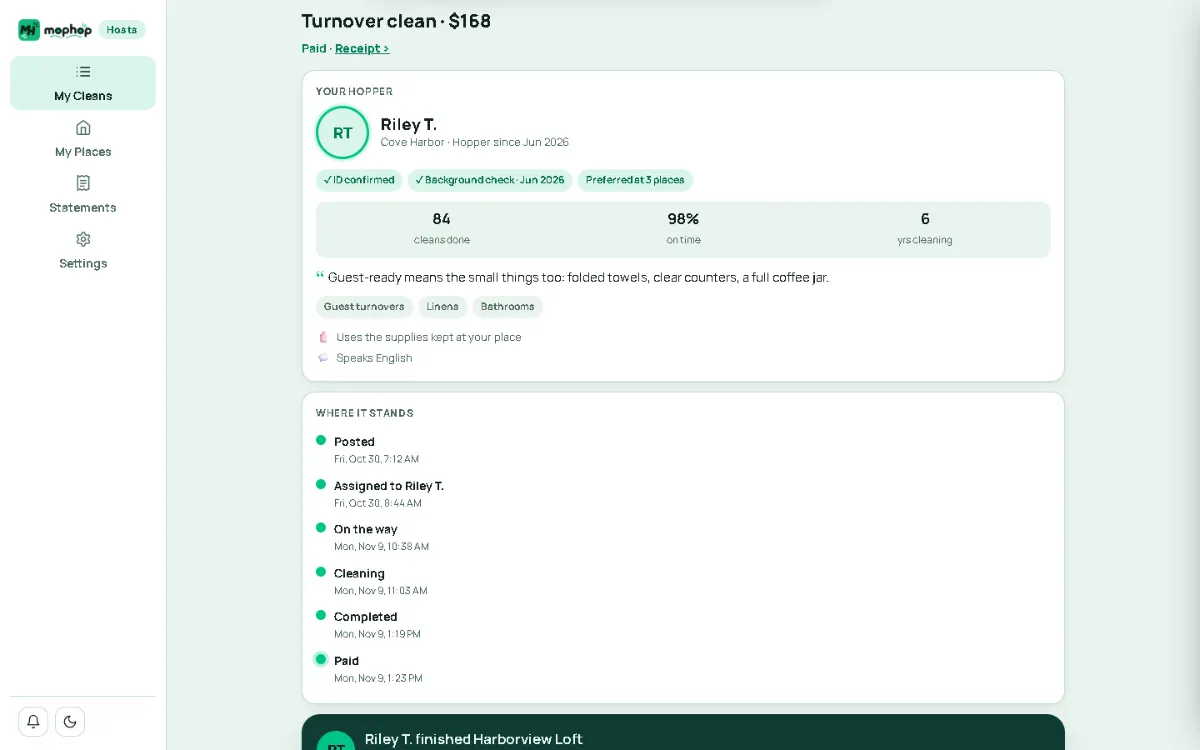 MH mophop Hosts
My Cleans
My Places
Statements
Settings
Turnover clean · $168
Paid · Receipt >
YOUR HOPPER
RT
Riley T.
Cove Harbor · Hopper since Jun 2026
✓ ID confirmed
✓ Background check · Jun 2026
Preferred at 3 places
84
cleans done
98%
on time
6
yrs cleaning
“ Guest-ready means the small things too: folded towels, clear counters, a full coffee jar.
Guest turnovers
Linens
Bathrooms
Uses the supplies kept at your place
Speaks English
WHERE IT STANDS
Posted
Fri, Oct 30, 7:12 AM
Assigned to Riley T.
Fri, Oct 30, 8:44 AM
On the way
Mon, Nov 9, 10:38 AM
Cleaning
Mon, Nov 9, 11:03 AM
Completed
Mon, Nov 9, 1:19 PM
Paid
Mon, Nov 9, 1:23 PM
RT
Riley T. finished Harborview Loft